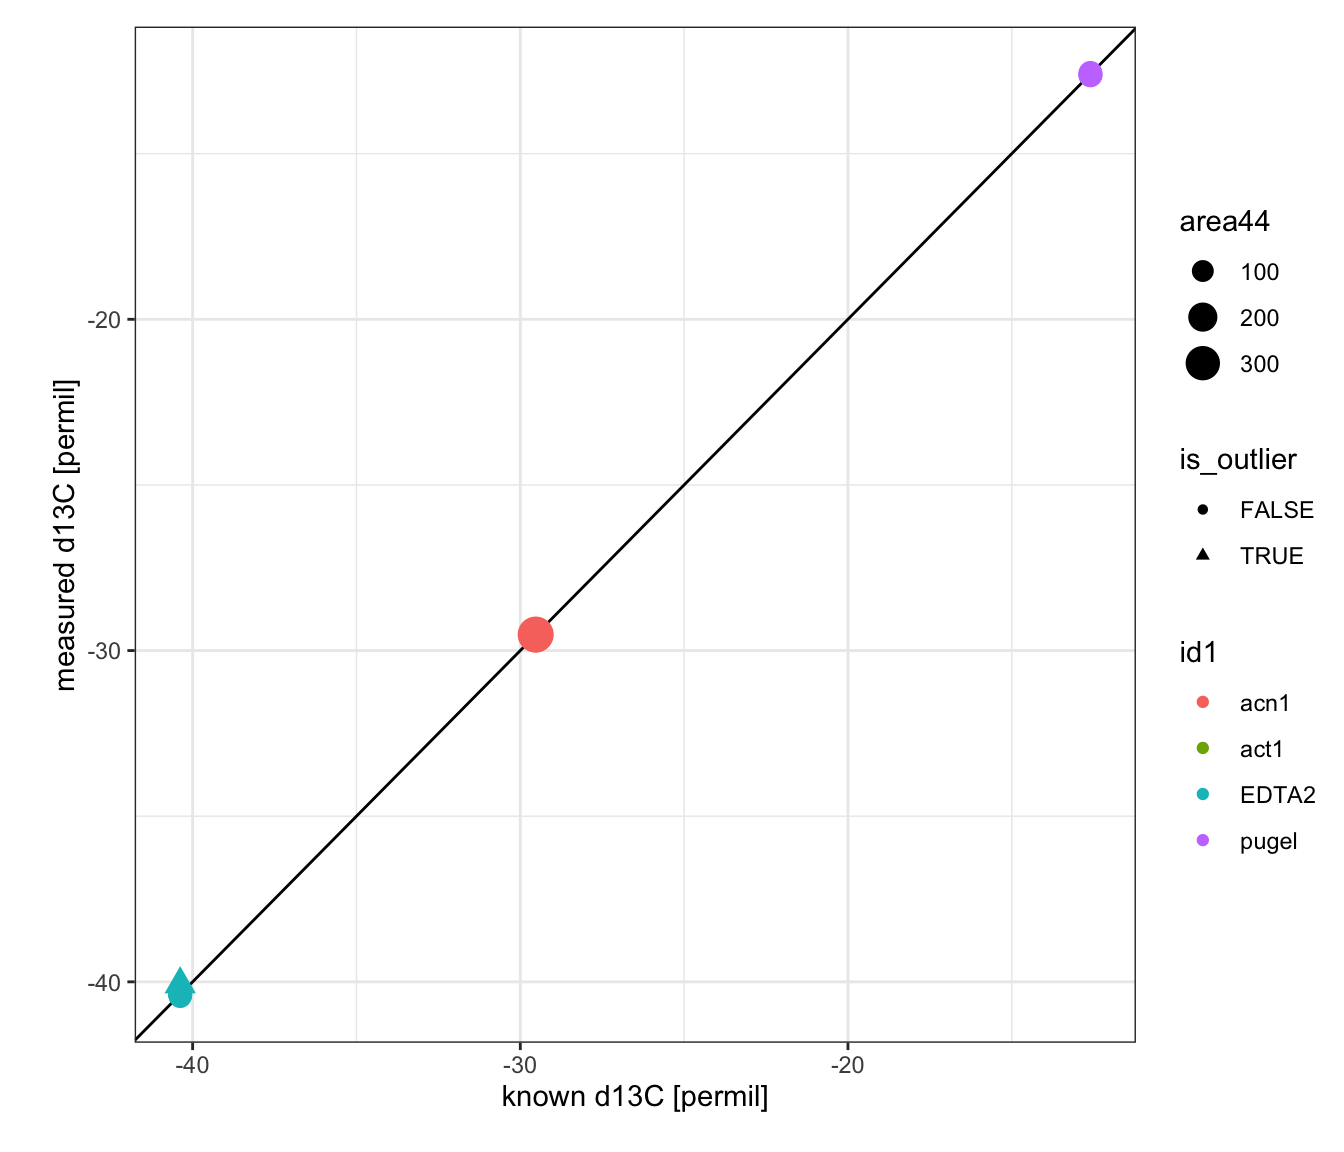 measured d13C [permil]
-20
-30
-40
-40
-30
-20
known d13C [permil]
area44
100
200
300
is_outlier
FALSE
TRUE
id1
acn1
act1
EDTA2
pugel